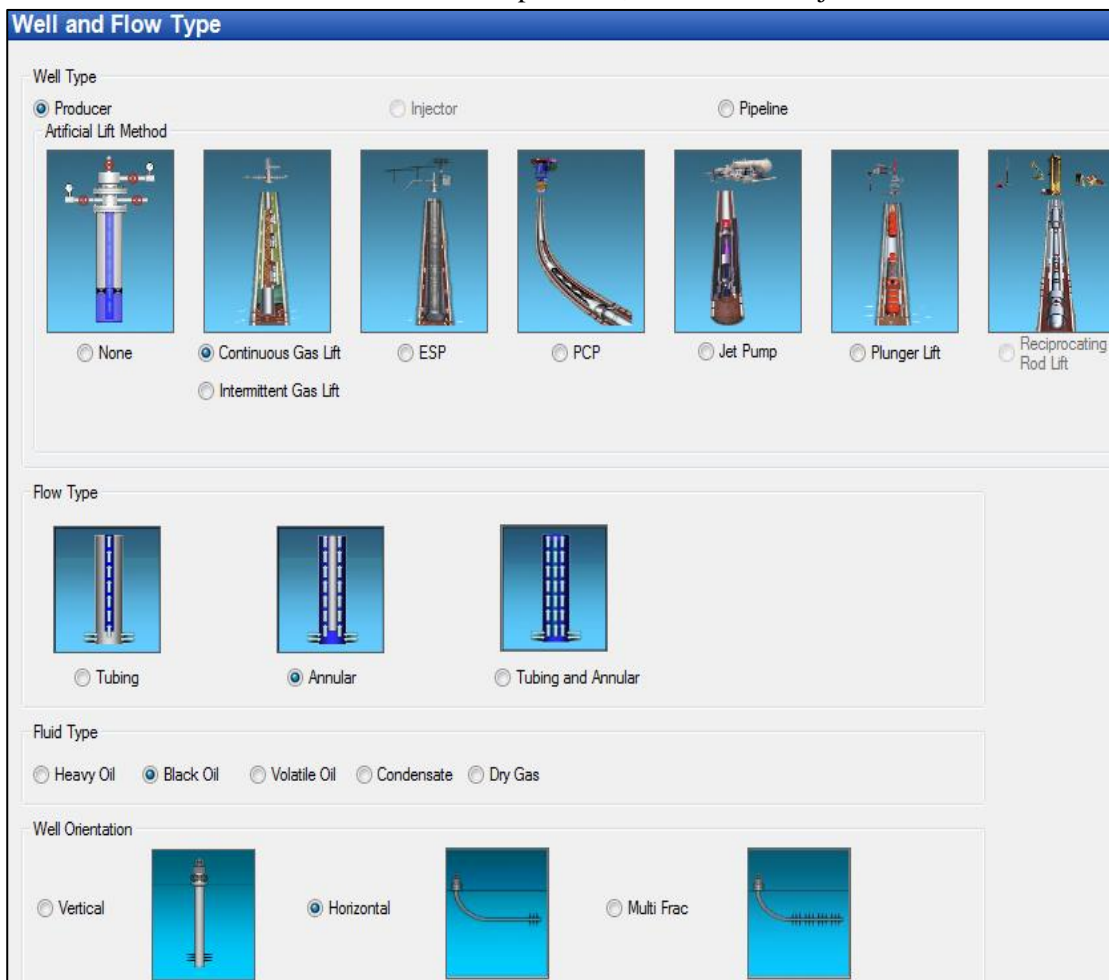 Well and Flow Type
Well Type
Producer Injector Pipeline
Artificial Lift Method
None Continuous Gas Lift ESP PCP Jet Pump Plunger Lift Reciprocating
Rod Lift
Intermittent Gas Lift
Flow Type
Tubing Annular Tubing and Annular
Fluid Type
Heavy Oil Black Oil Volatile Oil Condensate Dry Gas
Well Orientation
Vertical Horizontal Multi Frac